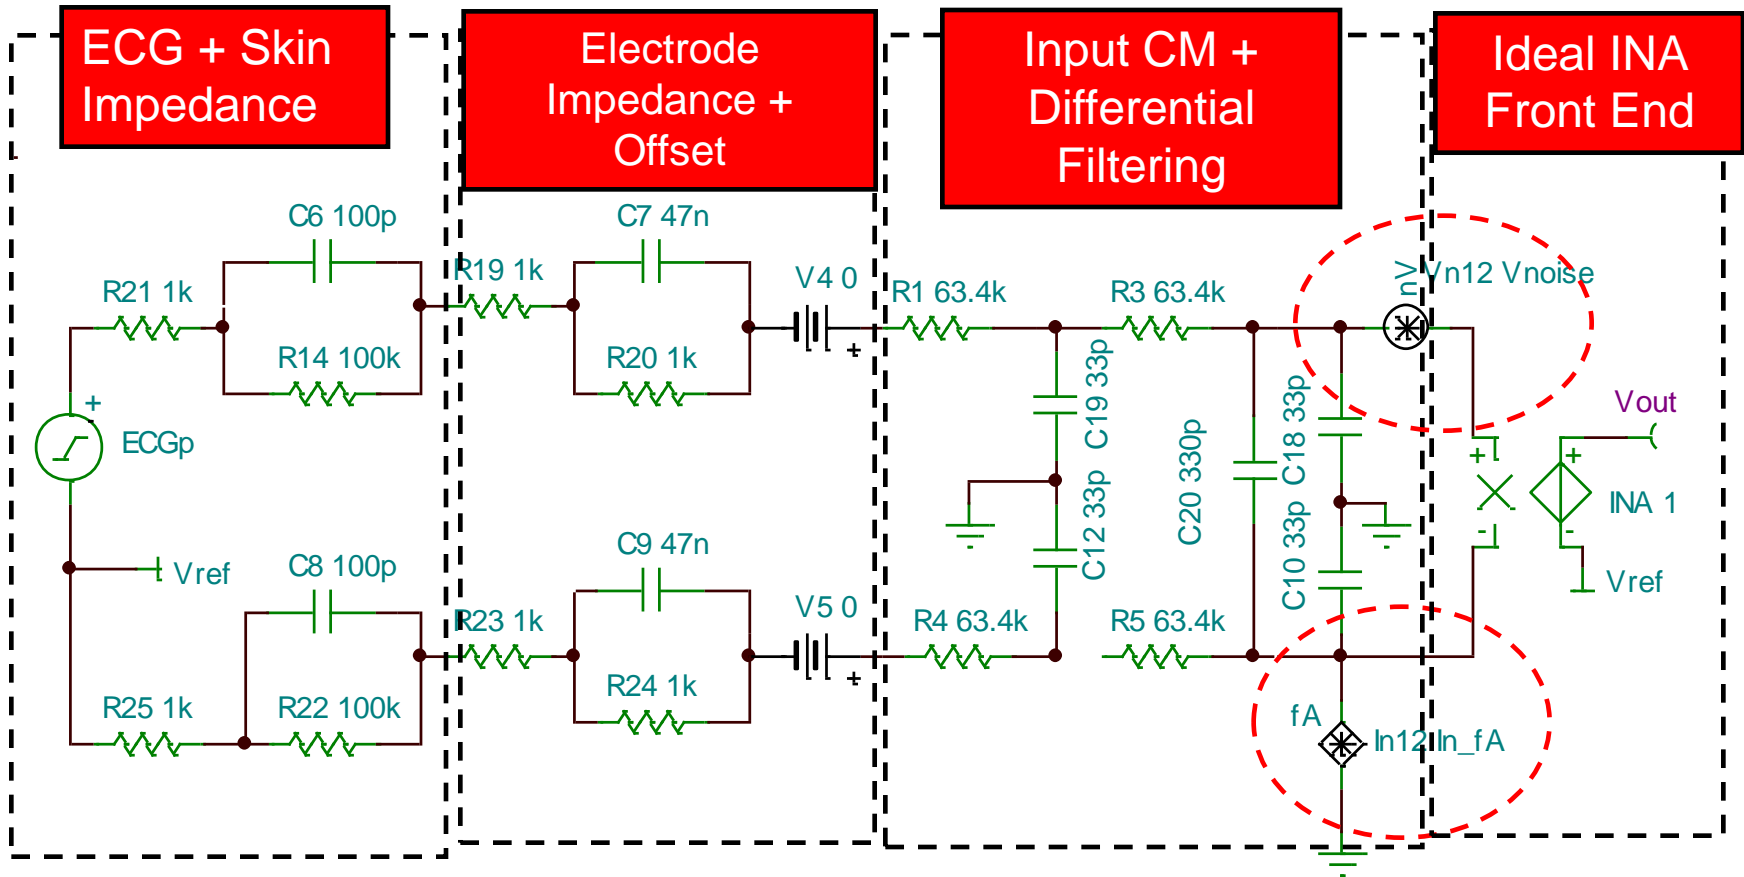 ECG + Skin
Impedance
Electrode
Impedance +
Offset
Input CM +
Differential
Filtering
Ideal INA
Front End
C6 100p
R21 1k
R14 100k
+
ECGp
Vref
C8 100p
R25 1k
R22 100k
C7 47n
R19 1k
R20 1k
V4 0
+
C9 47n
R23 1k
R24 1k
V5 0
+
R1 63.4k
R3 63.4k
C19 33p
C12 33p
C20 330p
C18 33p
C10 33p
R4 63.4k
R5 63.4k
nV
Vn12 Vnoise
fA
In12 In_fA
Vout
+
-
+
-
INA 1
Vref